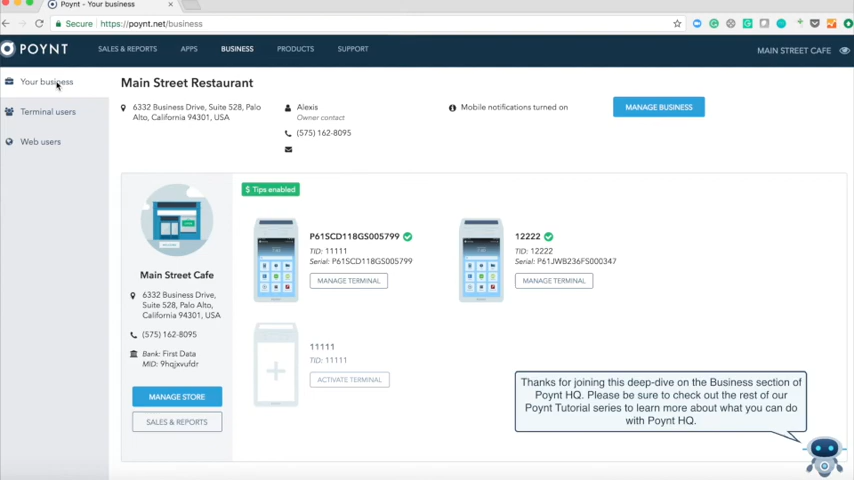 Poynt - Your business
Secure https://poynt.net/business
POYNT
SALES & REPORTS APPS BUSINESS PRODUCTS SUPPORT
MAIN STREET CAFE
Your business
Terminal users
Web users
Main Street Restaurant
6332 Business Drive, Suite 528, Palo
Alto, California 94301, USA
Alexis
Owner contact
(575) 162-8095
Mobile notifications turned on
MANAGE BUSINESS
$ Tips enabled
Main Street Cafe
6332 Business Drive,
Suite 528, Palo Alto,
California 94301, USA
(575) 162-8095
Bank: First Data
MID: 9hqjxvufdr
MANAGE STORE
SALES & REPORTS
P61SCD118GS005799
TID: 11111
Serial: P61SCD118GS005799
MANAGE TERMINAL
12222
TID: 12222
Serial: P61JWB236FS000347
MANAGE TERMINAL
11111
TID: 11111
ACTIVATE TERMINAL
Thanks for joining this deep-dive on the Business section of
Poynt HQ. Please be sure to check out the rest of our
Poynt Tutorial series to learn more about what you can do
with Poynt HQ.